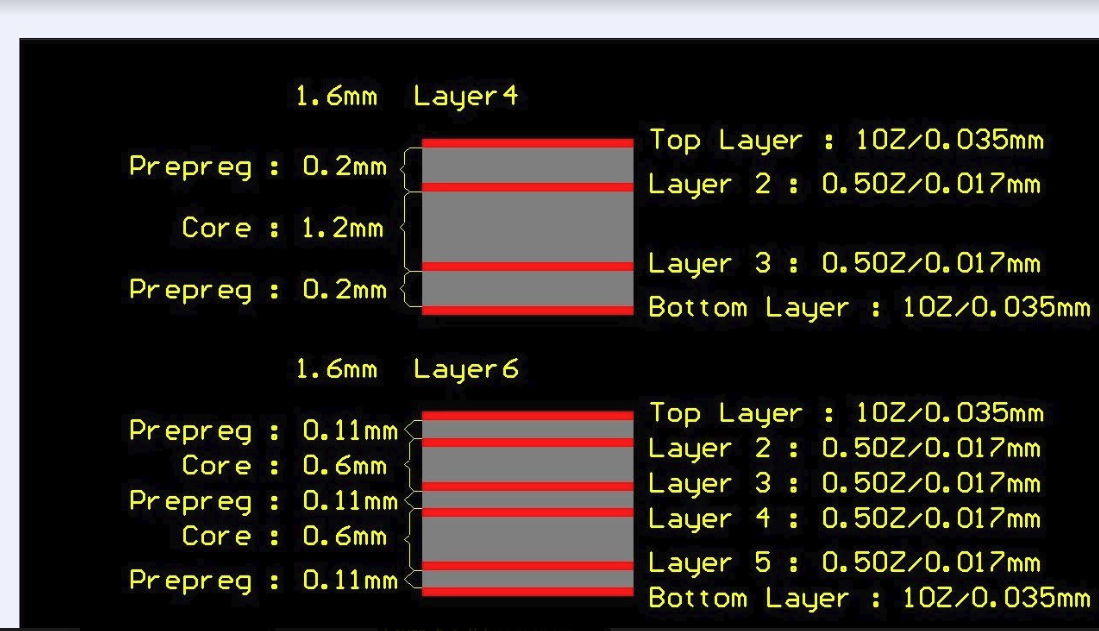 1.6mm Layer4
Top Layer : 1OZ/0.035mm
Prepreg : 0.2mm
Layer 2 : 0.5OZ/0.017mm
Core : 1.2mm
Layer 3 : 0.5OZ/0.017mm
Prepreg : 0.2mm
Bottom Layer : 1OZ/0.035mm
1.6mm Layer6
Top Layer : 1OZ/0.035mm
Prepreg : 0.11mm
Layer 2 : 0.5OZ/0.017mm
Core : 0.6mm
Layer 3 : 0.5OZ/0.017mm
Prepreg : 0.11mm
Layer 4 : 0.5OZ/0.017mm
Core : 0.6mm
Layer 5 : 0.5OZ/0.017mm
Prepreg : 0.11mm
Bottom Layer : 1OZ/0.035mm